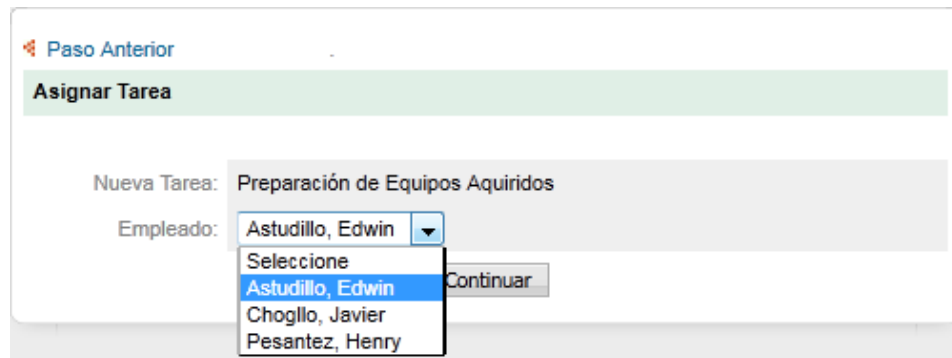 Paso Anterior
Asignar Tarea
Nueva Tarea: Preparación de Equipos Aquiridos
Empleado: Astudillo, Edwin
Seleccione
Astudillo, Edwin
Continuar
Chogllo, Javier
Pesantez, Henry